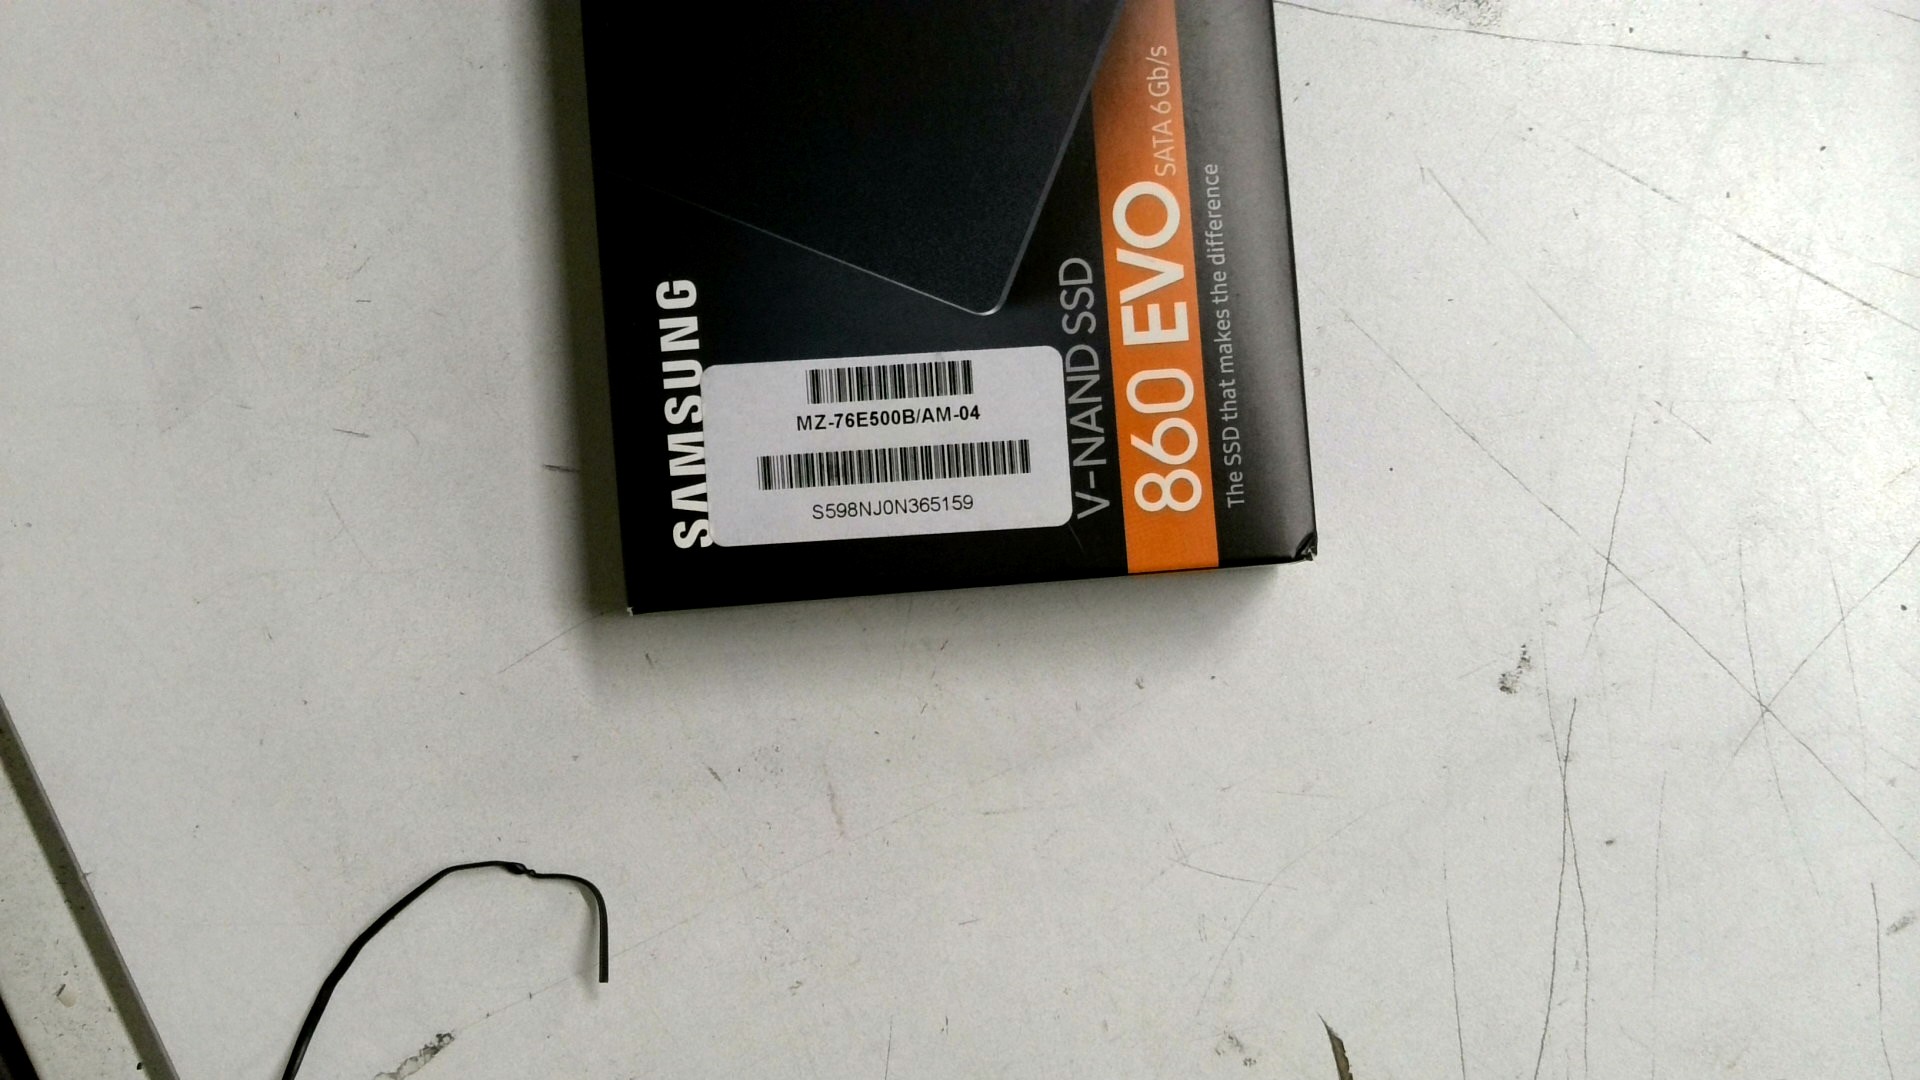 SAMSUNG
MZ-76E500B/AM-04
S598NJ0N365159
V-NAND SSD
860 EVO SATA 6 Gb/s
The SSD that makes the difference